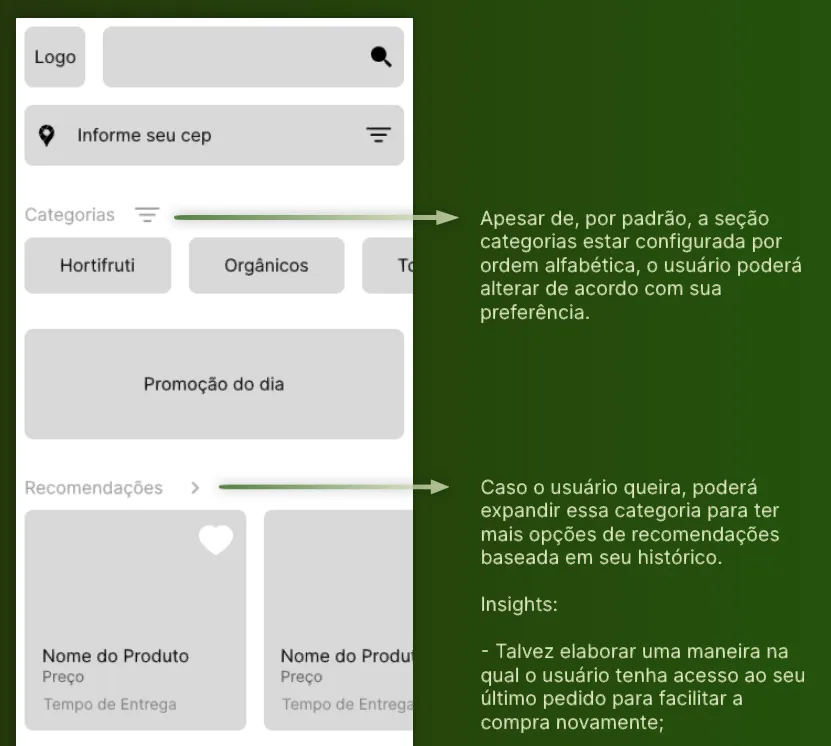 Logo
Informe seu cep
Categorias
Hortifruti
Orgânicos
Promoção do dia
Recomendações
Nome do Produto
Preço
Tempo de Entrega
Nome do
Preço
Tempo de
Apesar de, por padrão, a seção
categorias estar configurada por
ordem alfabética, o usuário poderá
alterar de acordo com sua
preferência.
Caso o usuário queira, poderá
expandir essa categoria para ter
mais opções de recomendações
baseada em seu histórico.
Insights:
- Talvez elaborar uma maneira na
qual o usuário tenha acesso ao seu
último pedido para facilitar a
compra novamente;